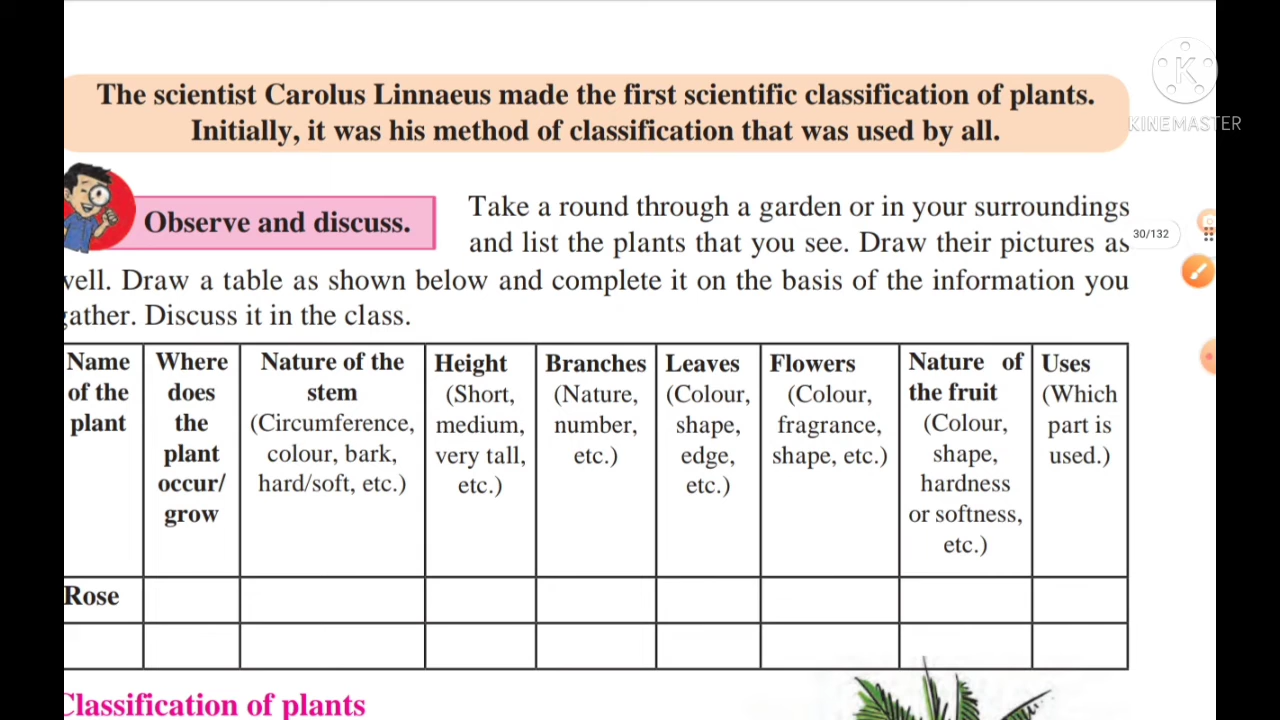 The scientist Carolus Linnaeus made the first scientific classification of plants.
Initially, it was his method of classification that was used by all.
KINEMASTER
Observe and discuss.
Take a round through a garden or in your surroundings
and list the plants that you see. Draw their pictures as
30/132
well. Draw a table as shown below and complete it on the basis of the information you
gather. Discuss it in the class.
Name
of the
plant
Where
does
the
plant
occur/
grow
Nature of the
stem
(Circumference,
colour, bark,
hard/soft, etc.)
Height
(Short,
medium,
very tall,
etc.)
Branches
(Nature,
number,
etc.)
Leaves
(Colour,
shape,
edge,
etc.)
Flowers
(Colour,
fragrance,
shape, etc.)
Nature of
the fruit
(Colour,
shape,
hardness
or softness,
etc.)
Uses
(Which
part is
used.)
Rose
Classification of plants